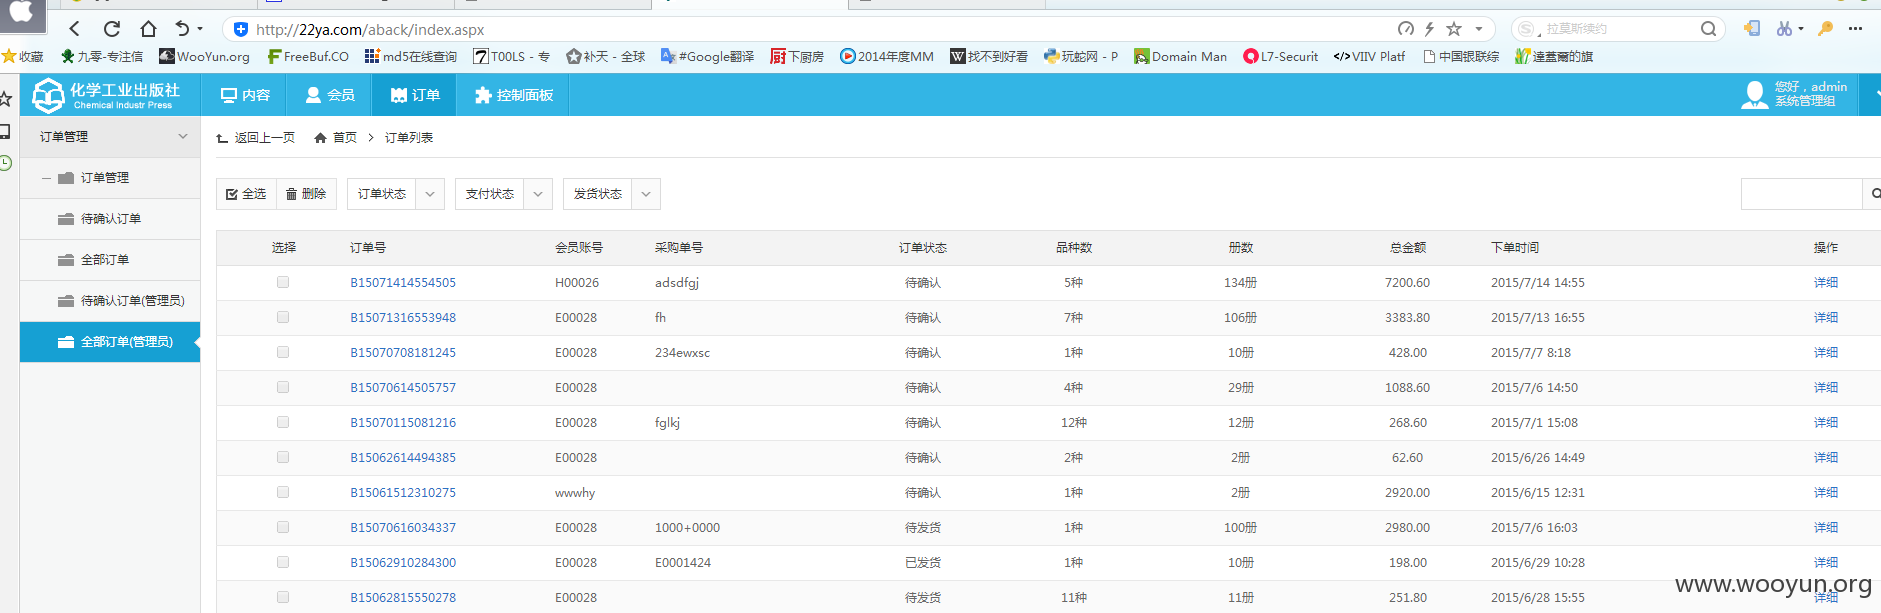 http://22ya.com/aback/index.aspx
拉莫斯续约
收藏 九零-专注信 WooYun.org FreeBuf.CO md5在线查询 T00LS - 专 补天 - 全球 #Google翻译 下厨房 2014年度MM 找不到好看 玩蛇网 - P Domain Man L7-Securit VIIV Platf 中国银联综 達蓋爾的旗
化学工业出版社 内容 会员 订单 控制面板 您好，admin
Chemical Industr Press 系统管理组
订单管理 返回上一页 首页 > 订单列表
订单管理
待确认订单
全部订单
待确认订单(管理员)
全部订单(管理员)
全选 删除 订单状态 支付状态 发货状态
选择 订单号 会员账号 采购单号 订单状态 品种数 册数 总金额 下单时间 操作
B15071414554505 H00026 adsdfgj 待确认 5种 134册 7200.60 2015/7/14 14:55 详细
B15071316553948 E00028 fh 待确认 7种 106册 3383.80 2015/7/13 16:55 详细
B15070708181245 E00028 234ewxsc 待确认 1种 10册 428.00 2015/7/7 8:18 详细
B15070614505757 E00028 待确认 4种 29册 1088.60 2015/7/6 14:50 详细
B15070115081216 E00028 fglkj 待确认 12种 12册 268.60 2015/7/1 15:08 详细
B15062614494385 E00028 待确认 2种 2册 62.60 2015/6/26 14:49 详细
B15061512310275 wwwhy 待确认 1种 2册 2920.00 2015/6/15 12:31 详细
B15070616034337 E00028 1000+0000 待发货 1种 100册 2980.00 2015/7/6 16:03 详细
B15062910284300 E00028 E0001424 已发货 1种 10册 198.00 2015/6/29 10:28 详细
B15062815550278 E00028 待发货 11种 11册 251.80 2015/6/28 15:55 详细
www.wooyun.org